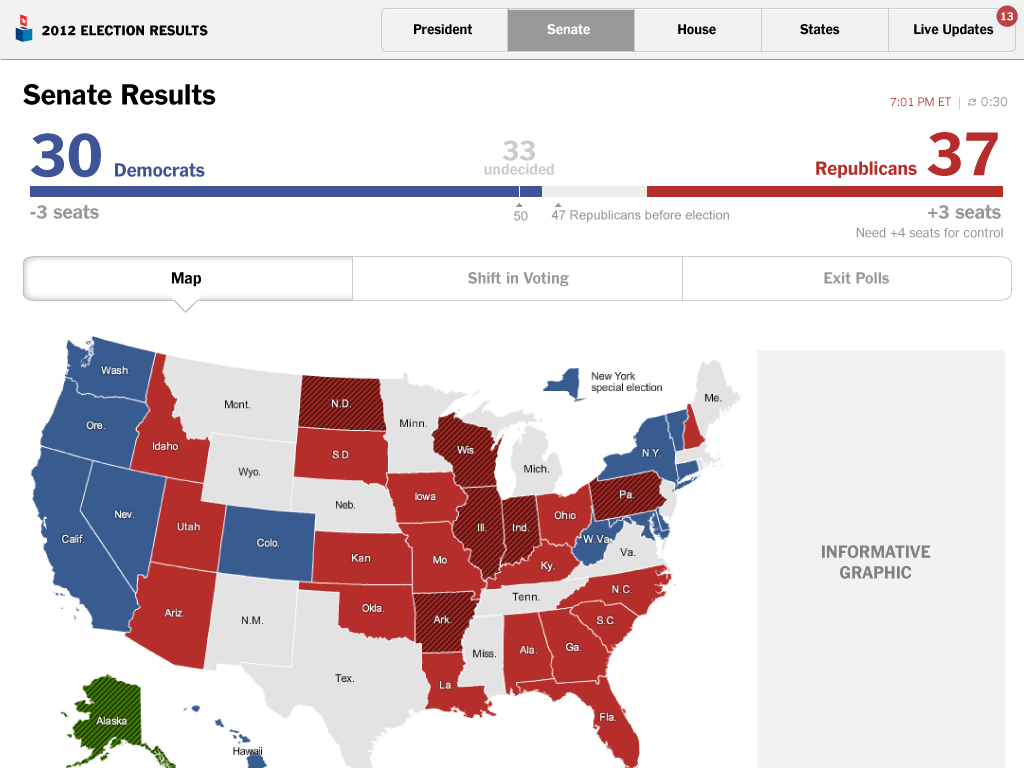 2012 ELECTION RESULTS
President
Senate
House
States
Live Updates
13
Senate Results
7:01 PM ET | 0:30
30 Democrats
33
undecided
Republicans 37
-3 seats
50
47 Republicans before election
+3 seats
Need +4 seats for control
Map
Shift in Voting
Exit Polls
Wash.
Mont.
N.D.
Minn.
New York
special election
Me.
Ore.
Idaho
S.D
Wis.
N.Y.
Wyo.
Mich.
Neb.
Iowa
Pa.
Nev.
Utah
Ill.
Ind.
Ohio
Calif.
Colo.
W.Va.
Va.
Kan
Mo.
Ky.
Ariz.
N.M.
Okla.
Ark.
Tenn.
N.C.
S.C
Miss.
Ala.
Ga.
Tex.
La
Fla.
Alaska
Hawaii
INFORMATIVE
GRAPHIC